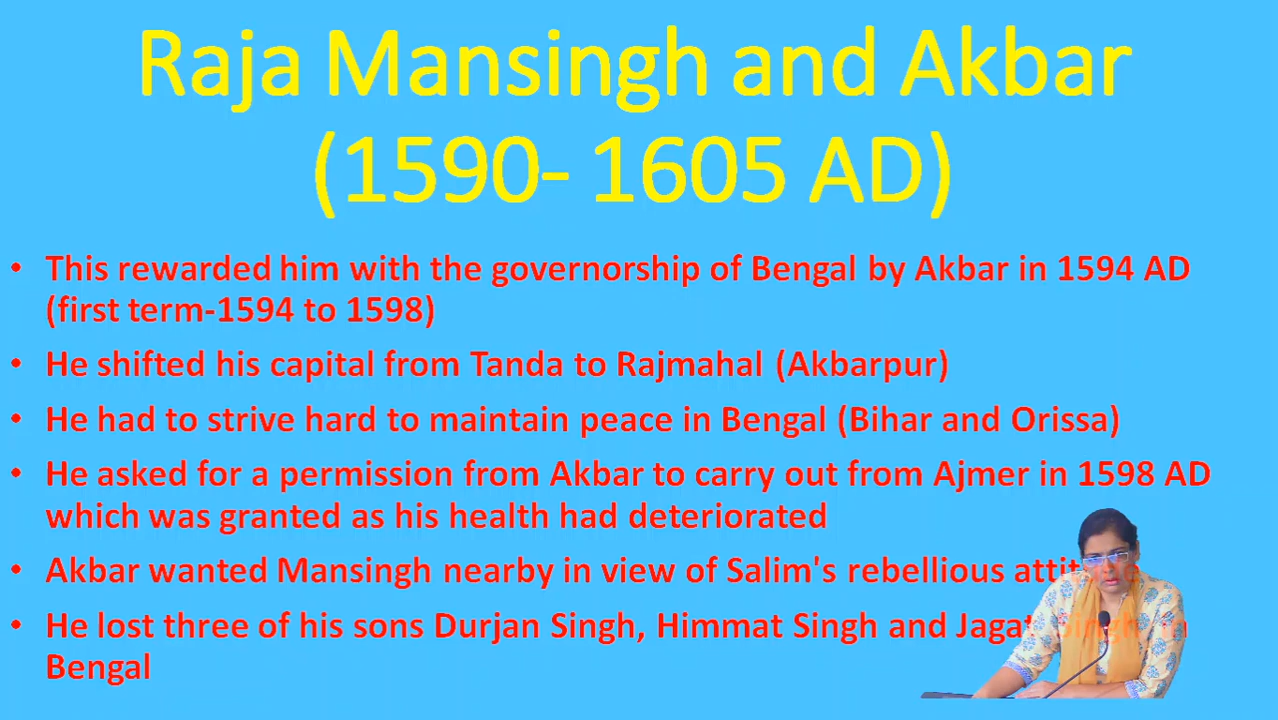 Raja Mansingh and Akbar
(1590- 1605 AD)
• This rewarded him with the governorship of Bengal by Akbar in 1594 AD
(first term-1594 to 1598)
• He shifted his capital from Tanda to Rajmahal (Akbarpur)
• He had to strive hard to maintain peace in Bengal (Bihar and Orissa)
• He asked for a permission from Akbar to carry out from Ajmer in 1598 AD
which was granted as his health had deteriorated
• Akbar wanted Mansingh nearby in view of Salim's rebellious
• He lost three of his sons Durjan Singh, Himmat Singh and Jagat Singh in
Bengal